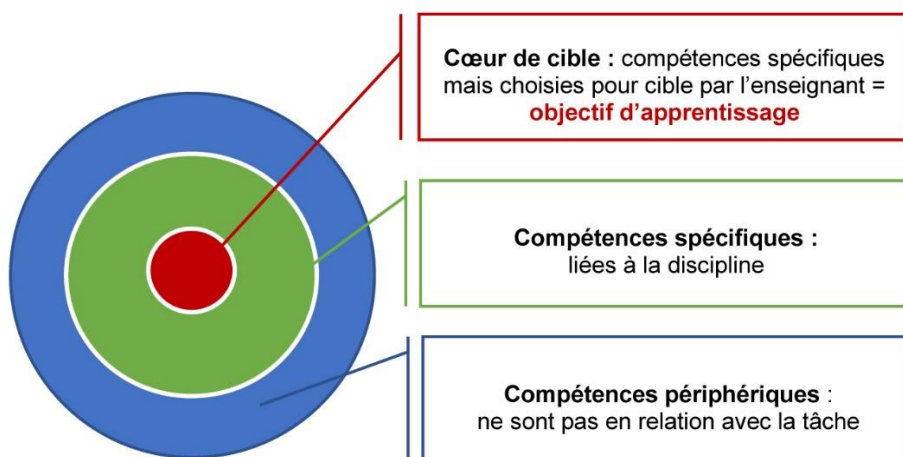 Cœur de cible : compétences spécifiques
mais choisies pour cible par l’enseignant =
objectif d’apprentissage
Compétences spécifiques :
liées à la discipline
Compétences périphériques :
ne sont pas en relation avec la tâche